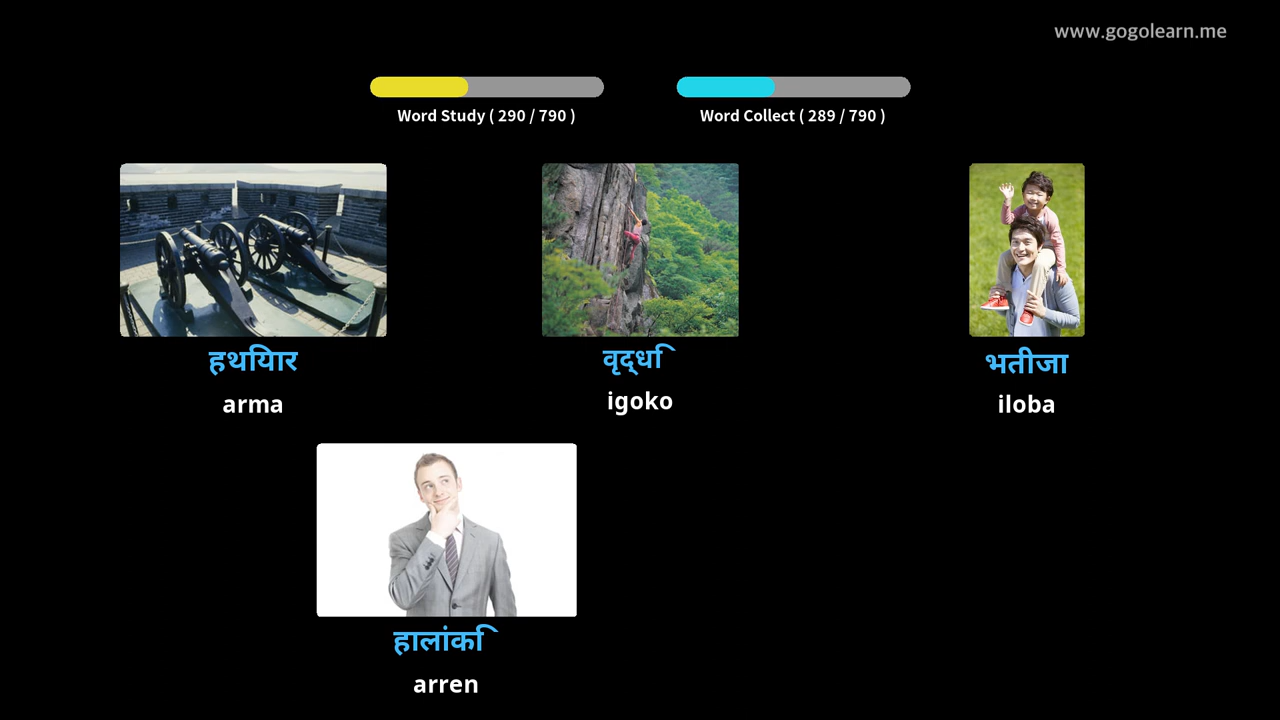 www.gogolearn.me
Word Study ( 290 / 790 )
Word Collect ( 289 / 790 )
हथियार
वृद्धि
भतीजा
arma
igoko
iloba
हालांकि
arren